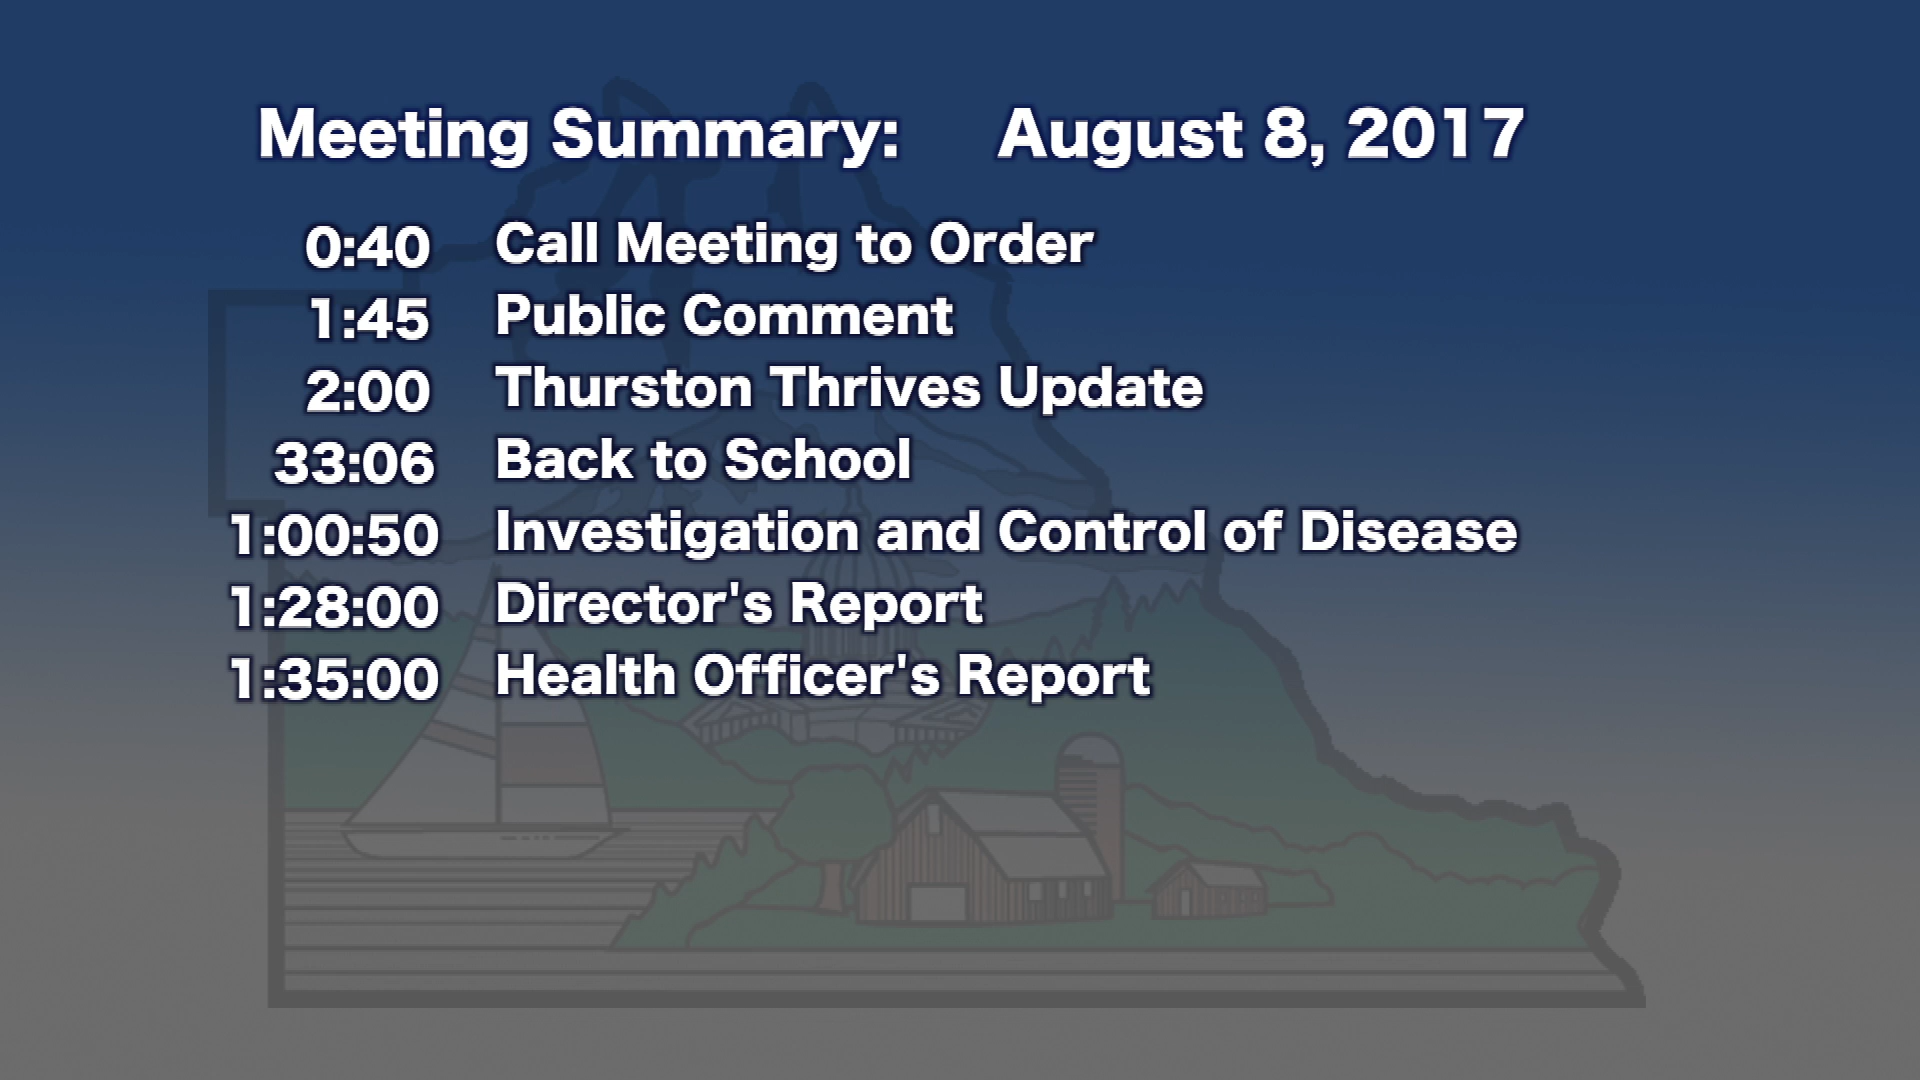 Meeting Summary: August 8, 2017
0:40 Call Meeting to Order
1:45 Public Comment
2:00 Thurston Thrives Update
33:06 Back to School
1:00:50 Investigation and Control of Disease
1:28:00 Director's Report
1:35:00 Health Officer's Report